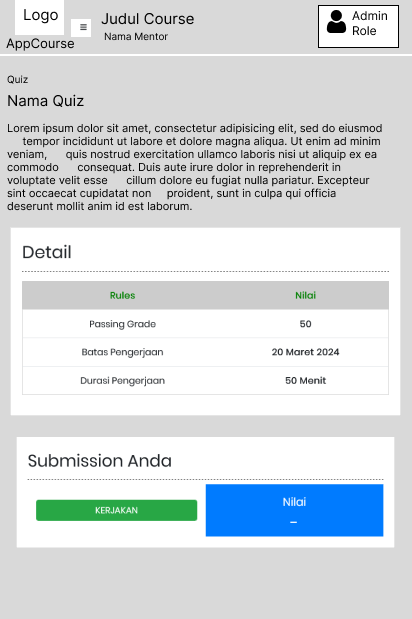 Logo
AppCourse
≡
Judul Course
Nama Mentor
Admin
Role
Quiz
Nama Quiz
Lorem ipsum dolor sit amet, consectetur adipisicing elit, sed do eiusmod
tempor incididunt ut labore et dolore magna aliqua. Ut enim ad minim
veniam, quis nostrud exercitation ullamco laboris nisi ut aliquip ex ea
commodo consequat. Duis aute irure dolor in reprehenderit in
voluptate velit esse cillum dolore eu fugiat nulla pariatur. Excepteur
sint occaecat cupidatat non proident, sunt in culpa qui officia
deserunt mollit anim id est laborum.
Detail
Rules Nilai
Passing Grade 50
Batas Pengerjaan 20 Maret 2024
Durasi Pengerjaan 50 Menit
Submission Anda
KERJAKAN
Nilai
–